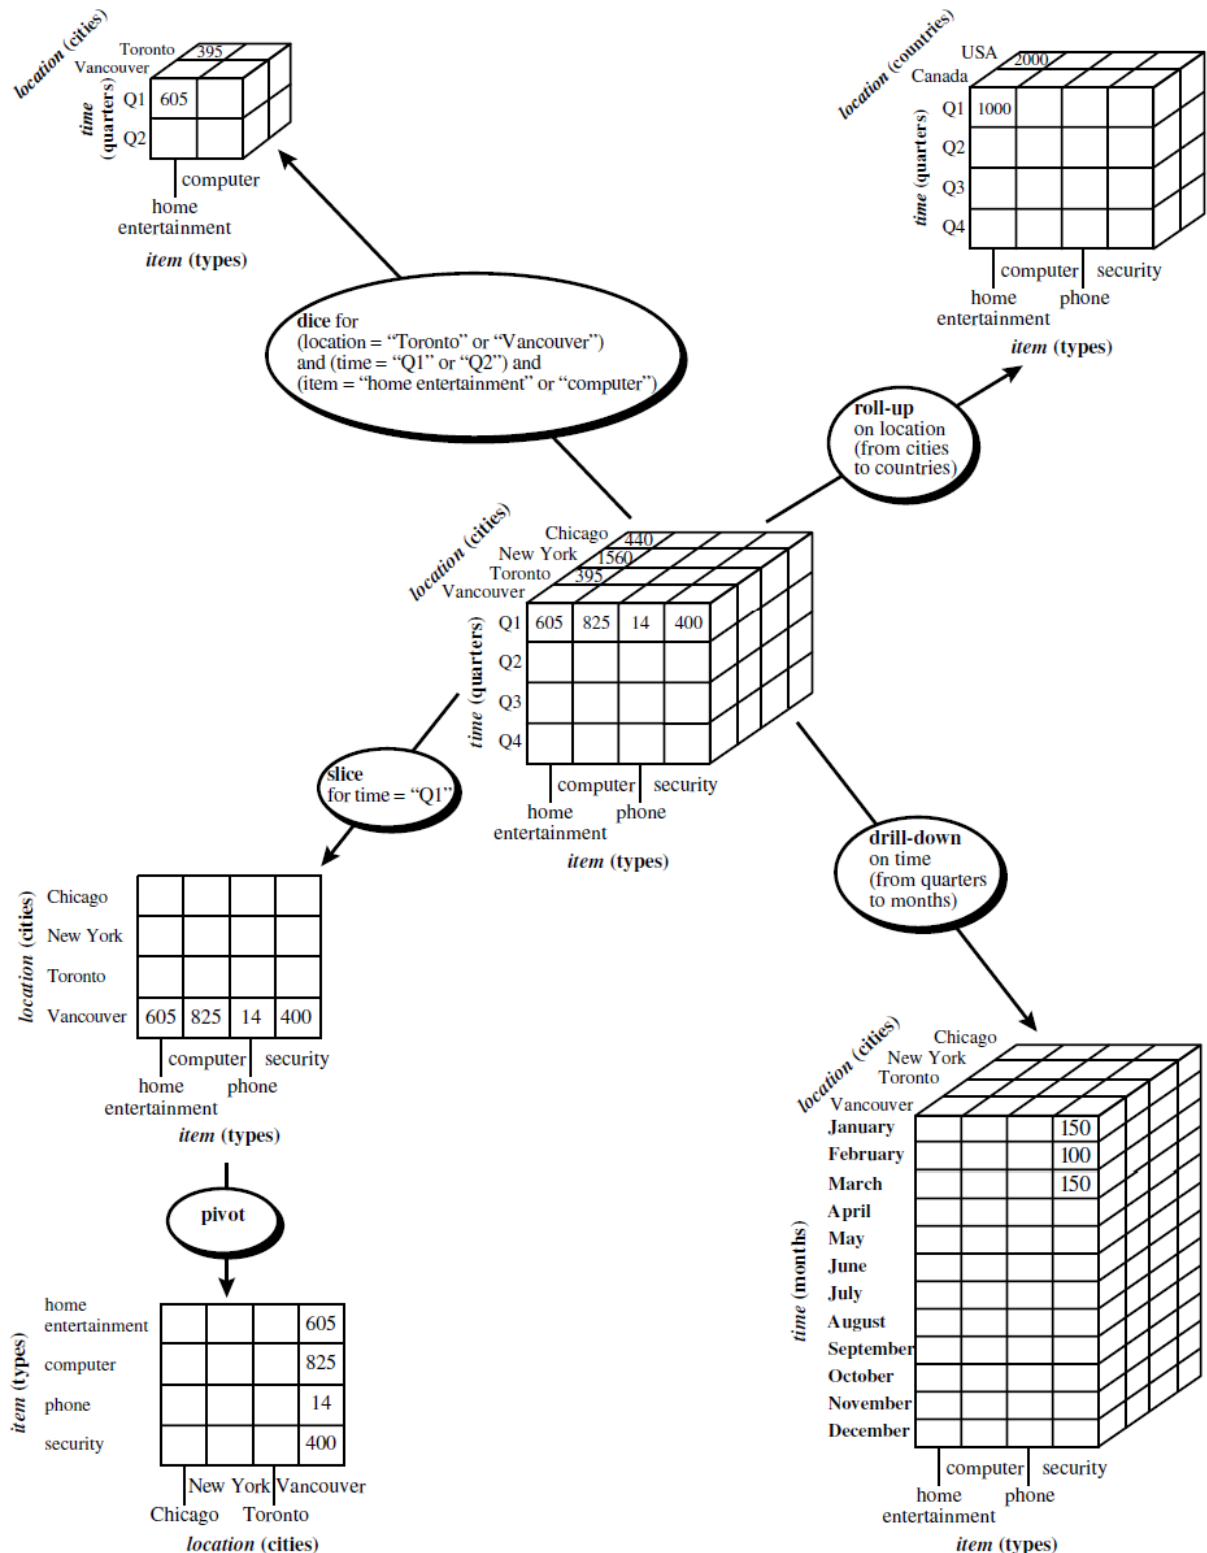 location (cities)
Toronto 395
Vancouver
time (quarters)
Q1 605
Q2
computer
home
entertainment
item (types)
location (countries)
USA 2000
Canada
time (quarters)
Q1 1000
Q2
Q3
Q4
computer security
home phone
entertainment
item (types)
dice for
(location = “Toronto” or “Vancouver”)
and (time = “Q1” or “Q2”) and
(item = “home entertainment” or “computer”)
roll-up
on location
(from cities
to countries)
location (cities)
Chicago 440
New York 1560
Toronto 395
Vancouver
time (quarters)
Q1 605 825 14 400
Q2
Q3
Q4
computer security
home phone
entertainment
item (types)
slice
for time = “Q1”
drill-down
on time
(from quarters
to months)
location (cities)
Chicago
New York
Toronto
Vancouver 605 825 14 400
computer security
home phone
entertainment
item (types)
pivot
item (types)
home
entertainment 605
computer 825
phone 14
security 400
New York Vancouver
Chicago Toronto
location (cities)
location (cities)
Chicago
New York
Toronto
Vancouver
time (months)
January 150
February 100
March 150
April
May
June
July
August
September
October
November
December
computer security
home phone
entertainment
item (types)